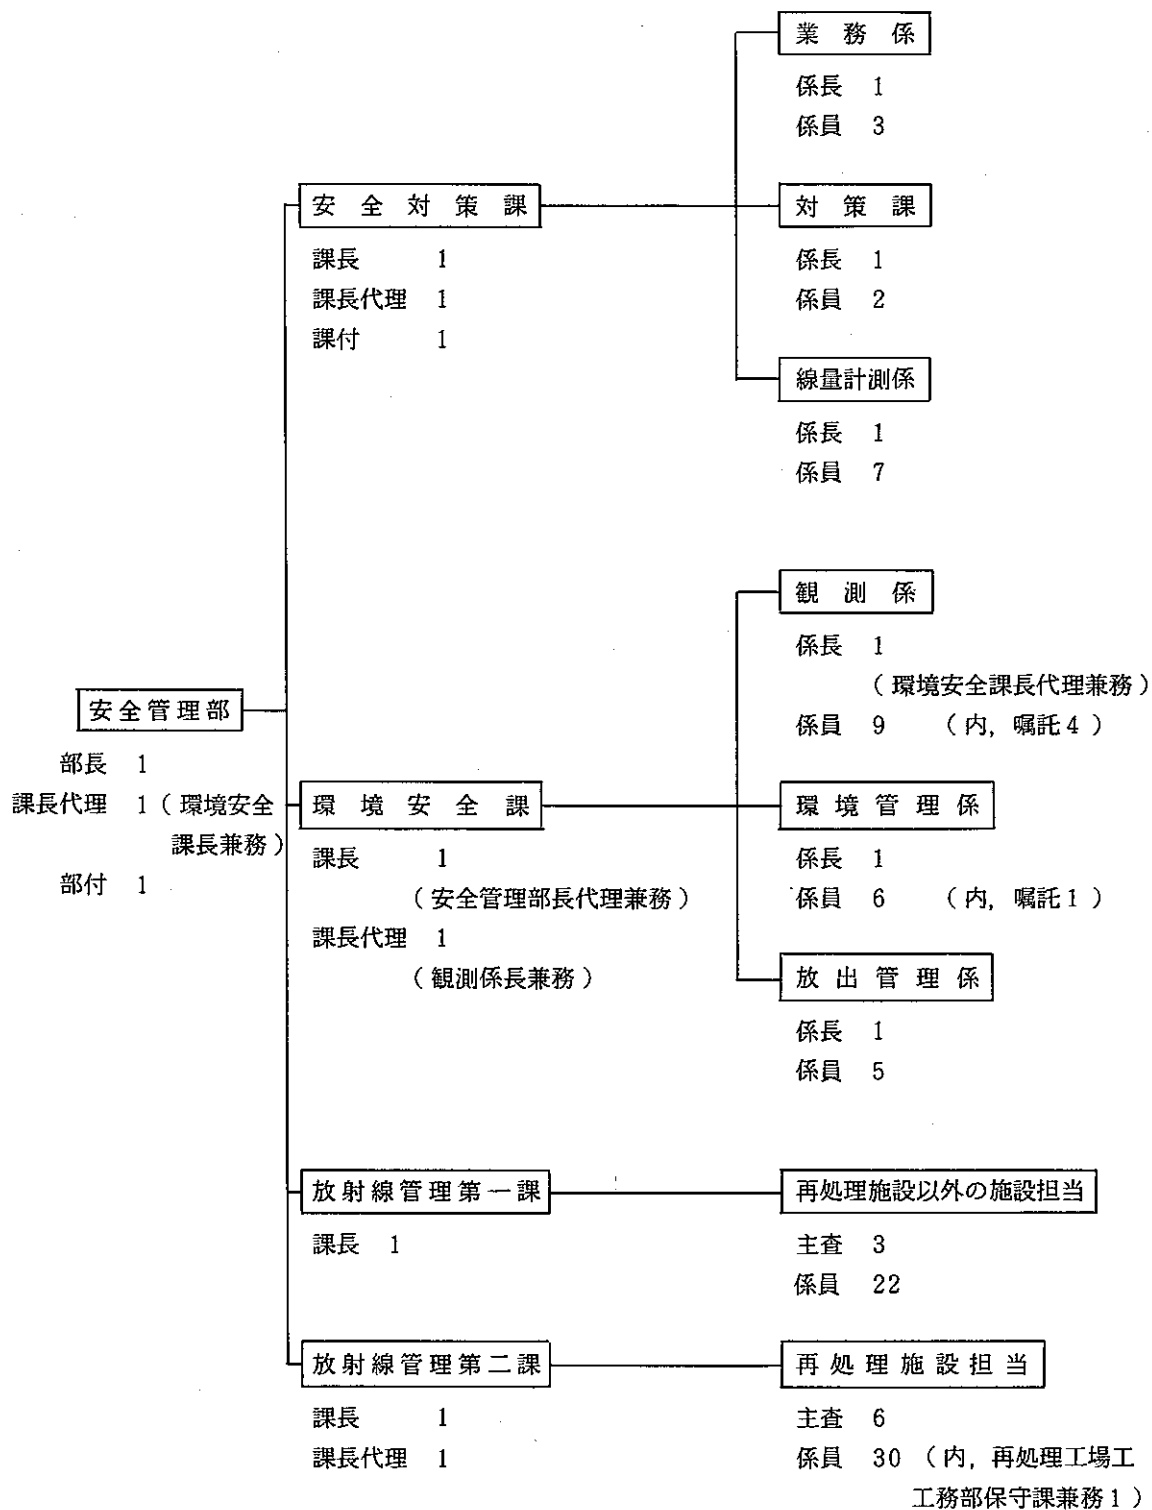 業務係
係長 1
係員 3
安全対策課
課長 1
課長代理 1
課付 1
対策課
係長 1
係員 2
線量計測係
係長 1
係員 7
安全管理部
部長 1
課長代理 1（環境安全
課長兼務）
部付 1
環境安全課
課長 1
（安全管理部長代理兼務）
課長代理 1
（観測係長兼務）
観測係
係長 1
（環境安全課長代理兼務）
係員 9 （内，嘱託4）
環境管理係
係長 1
係員 6 （内，嘱託1）
放出管理係
係長 1
係員 5
放射線管理第一課
課長 1
再処理施設以外の施設担当
主査 3
係員 22
放射線管理第二課
課長 1
課長代理 1
再処理施設担当
主査 6
係員 30（内，再処理工場工
工務部保守課兼務1）